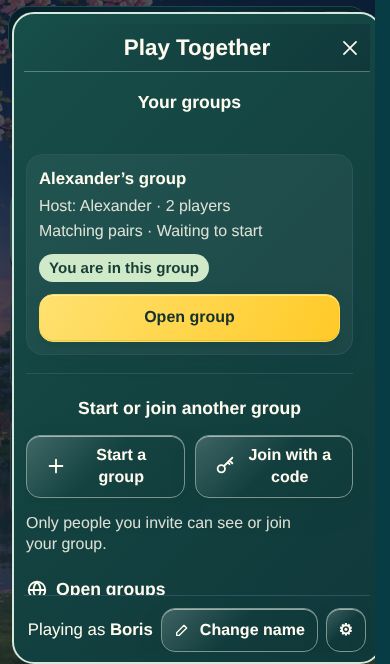 Play Together
Your groups
Alexander’s group
Host: Alexander · 2 players
Matching pairs · Waiting to start
You are in this group
Open group
Start or join another group
Start a
group
Join with a
code
Only people you invite can see or join
your group.
Open groups
Playing as Boris
Change name